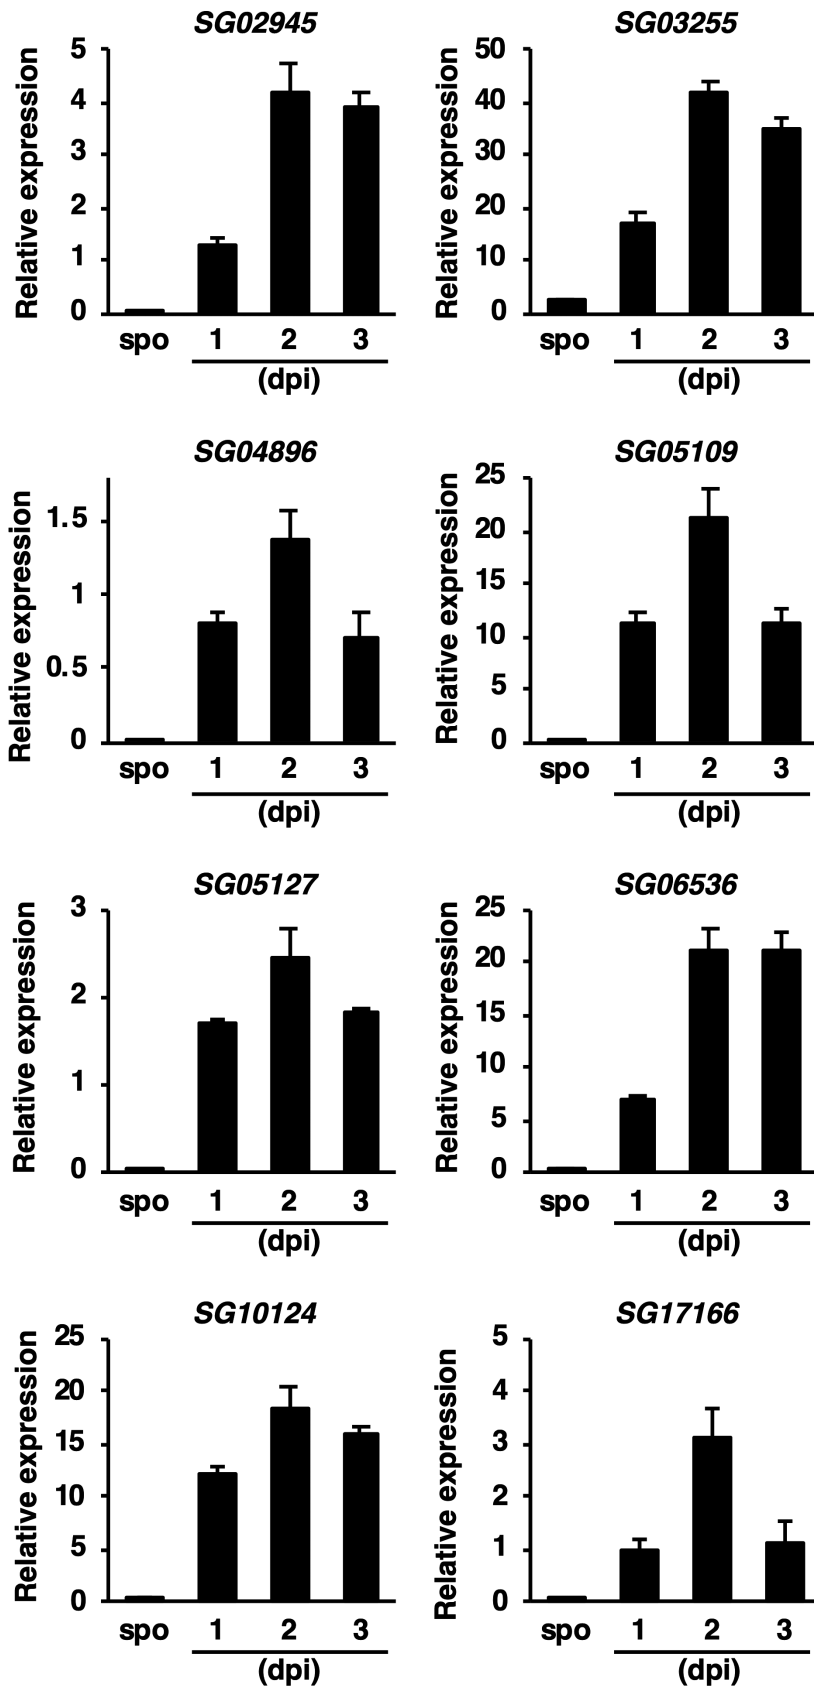 SG02945
5
4
3
2
1
0
Relative expression
spo 1 2 3
(dpi)
SG03255
50
40
30
20
10
0
Relative expression
spo 1 2 3
(dpi)
SG04896
1.5
1
0.5
0
Relative expression
spo 1 2 3
(dpi)
SG05109
25
20
15
10
5
0
Relative expression
spo 1 2 3
(dpi)
SG05127
3
2
1
0
Relative expression
spo 1 2 3
(dpi)
SG06536
25
20
15
10
5
0
Relative expression
spo 1 2 3
(dpi)
SG10124
25
20
15
10
5
0
Relative expression
spo 1 2 3
(dpi)
SG17166
5
4
3
2
1
0
Relative expression
spo 1 2 3
(dpi)